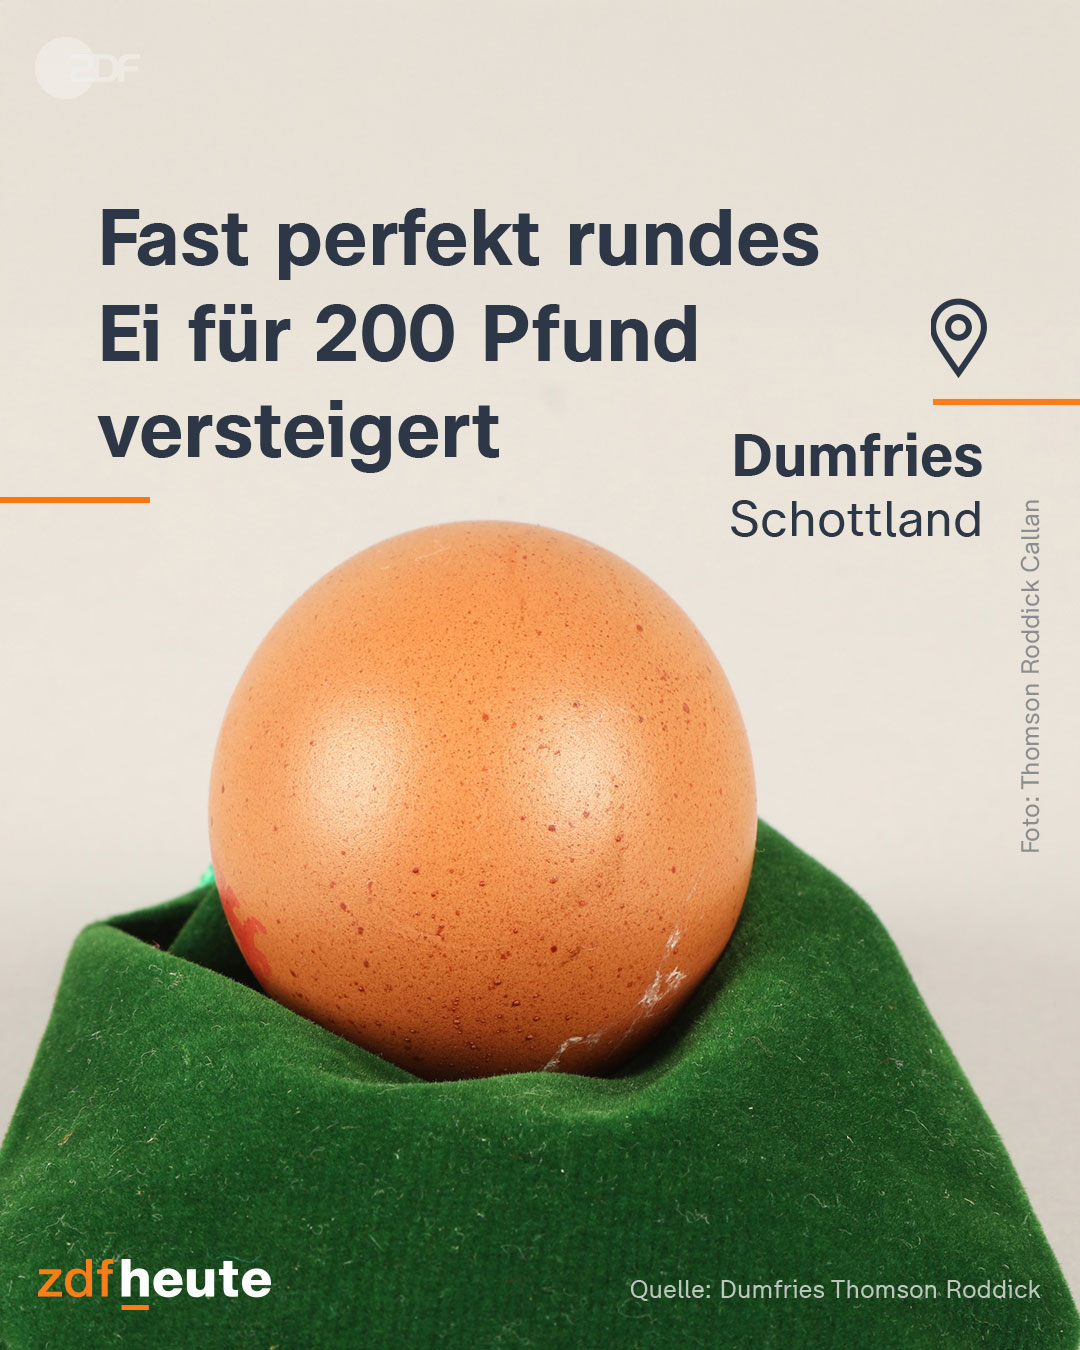 ZDF
Fast perfekt rundes
Ei für 200 Pfund
versteigert
Dumfries
Schottland
Foto: Thomson Roddick Callan
zdfheute
Quelle: Dumfries Thomson Roddick